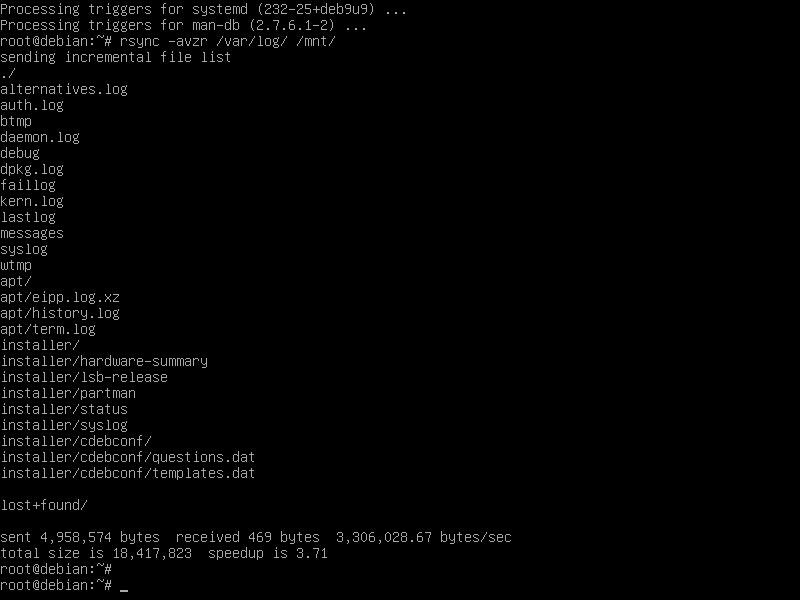 Processing triggers for systemd (232-25+deb9u9) ...
Processing triggers for man-db (2.7.6.1-2) ...
root@debian:~# rsync -avzr /var/log/ /mnt/
sending incremental file list
./
alternatives.log
auth.log
btmp
daemon.log
debug
dpkg.log
faillog
kern.log
lastlog
messages
syslog
wtmp
apt/
apt/eipp.log.xz
apt/history.log
apt/term.log
installer/
installer/hardware-summary
installer/lsb-release
installer/partman
installer/status
installer/syslog
installer/cdebconf/
installer/cdebconf/questions.dat
installer/cdebconf/templates.dat
lost+found/
sent 4,958,574 bytes  received 469 bytes  3,306,028.67 bytes/sec
total size is 18,417,823  speedup is 3.71
root@debian:~#
root@debian:~# _